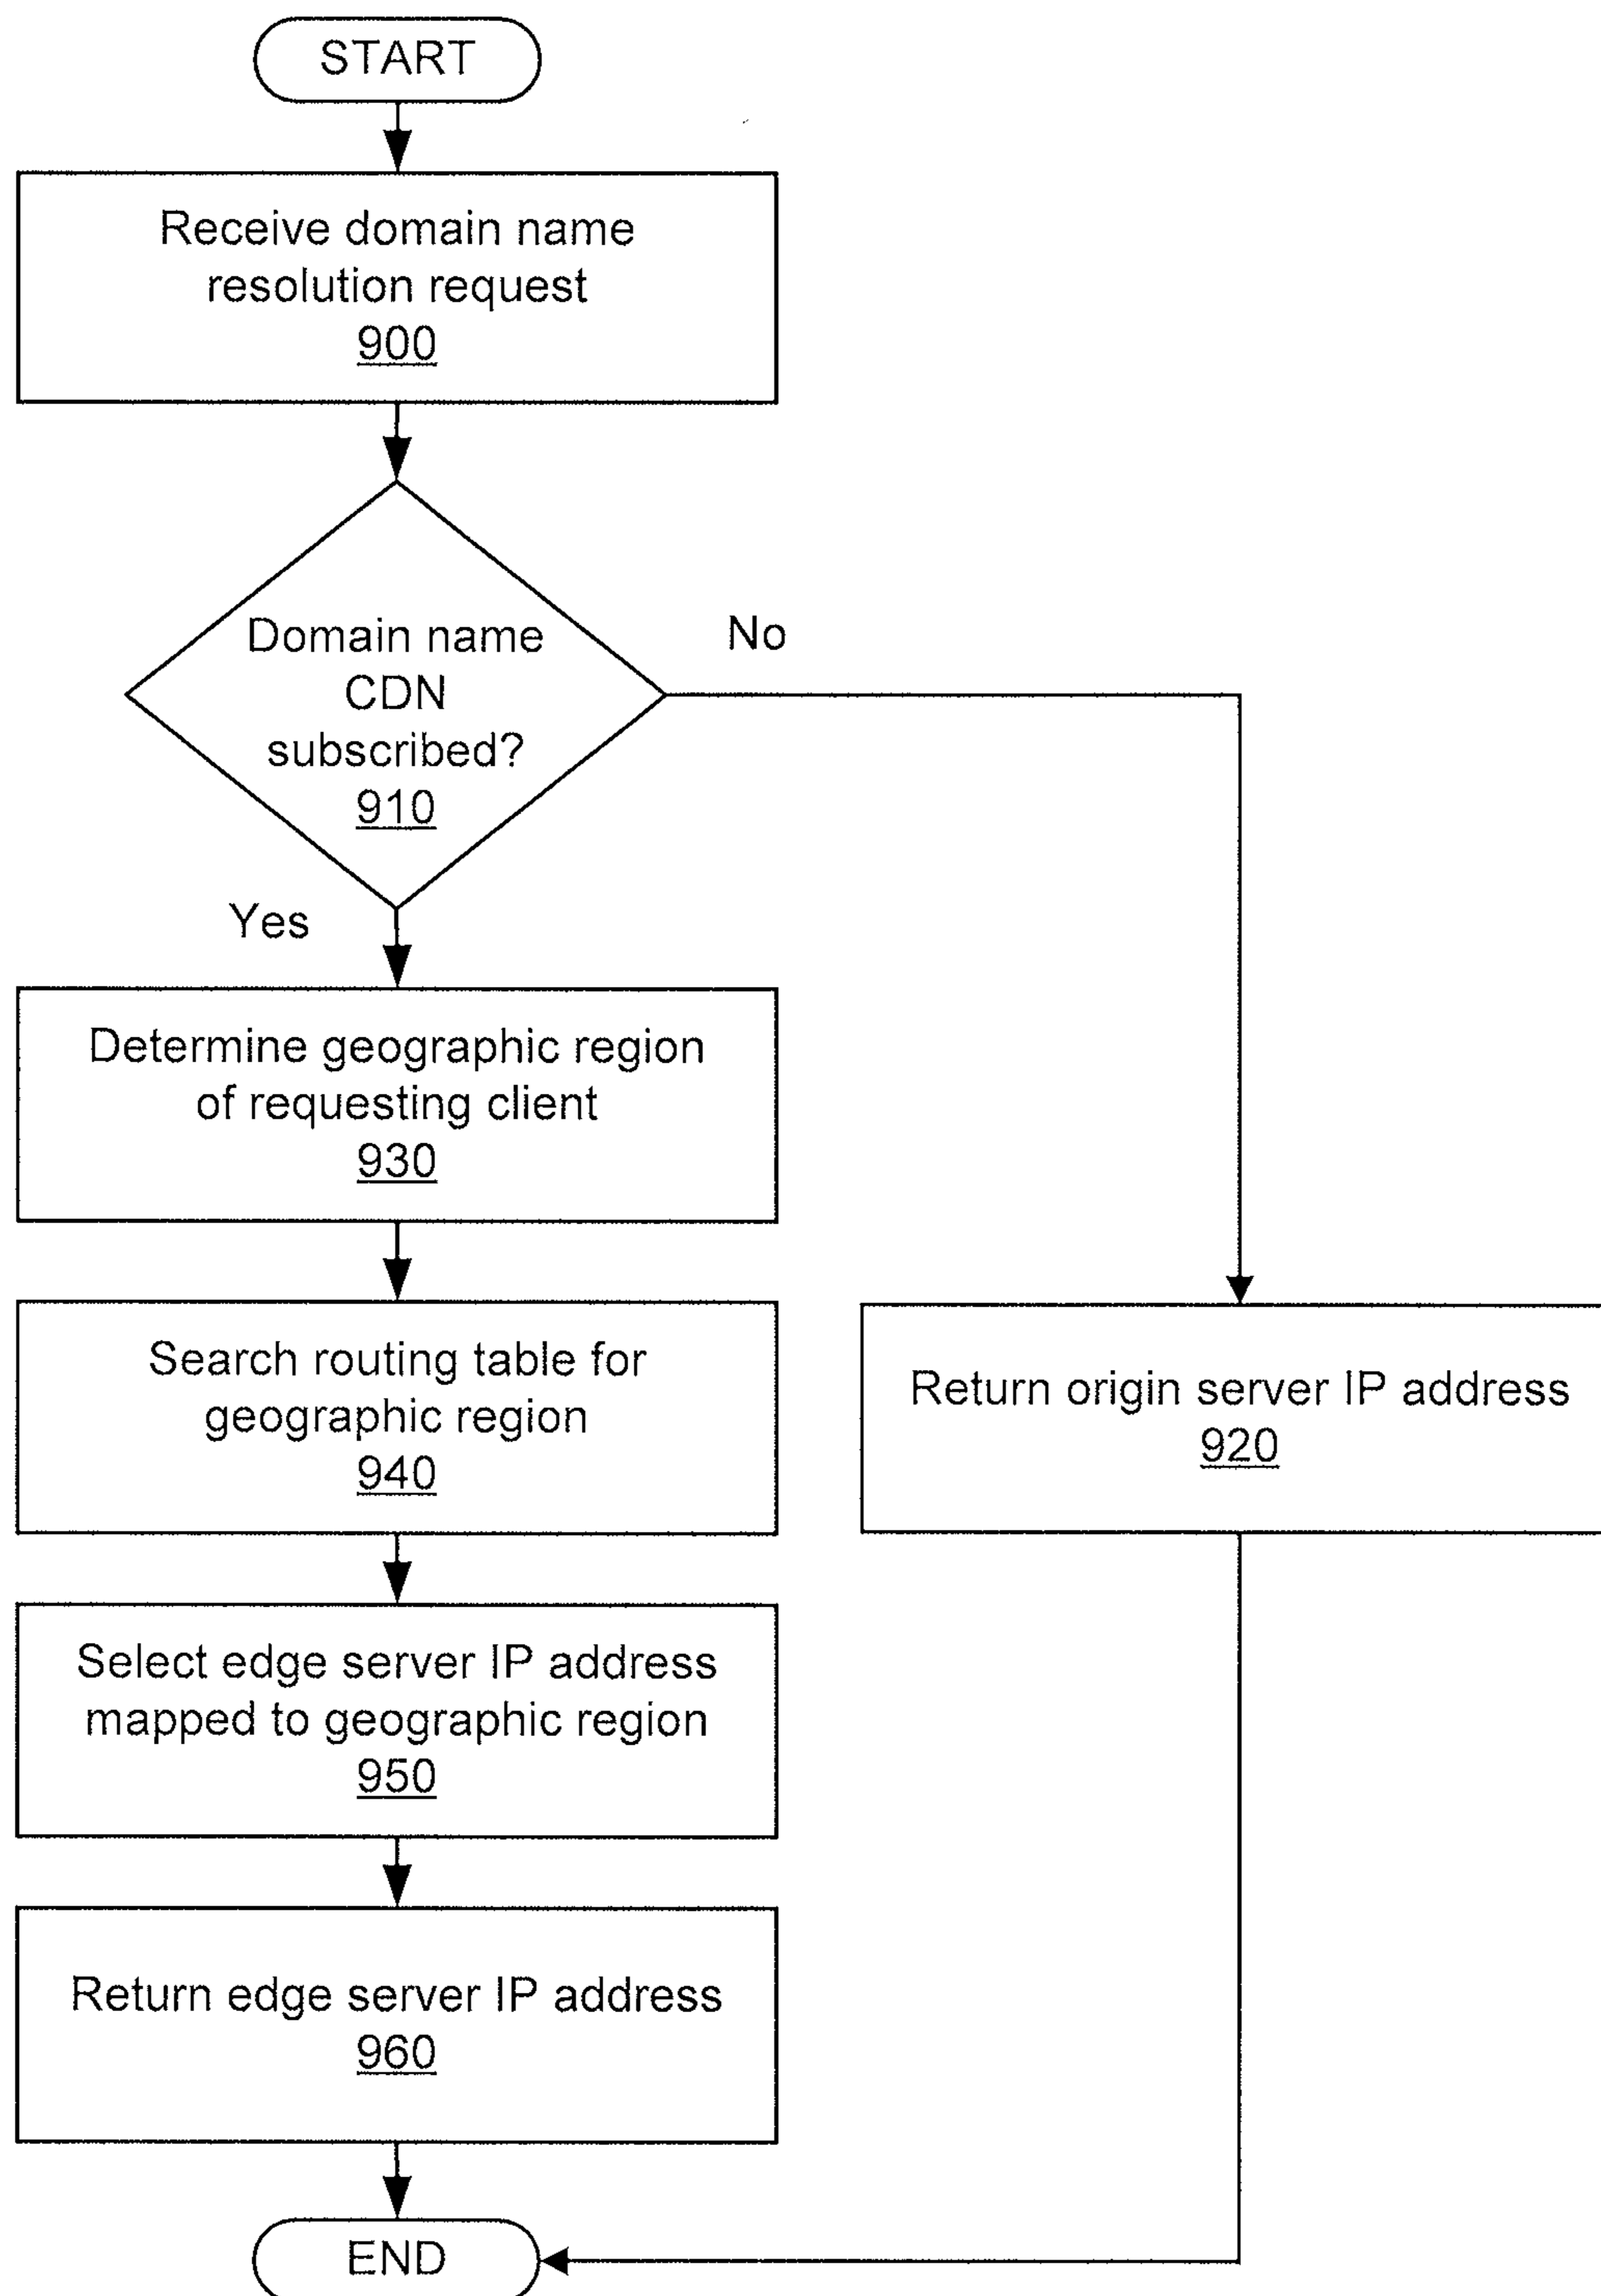 START
Receive domain name
resolution request
900
Domain name
CDN
subscribed?
910
No
Yes
Determine geographic region
of requesting client
930
Search routing table for
geographic region
940
Return origin server IP address
920
Select edge server IP address
mapped to geographic region
950
Return edge server IP address
960
END